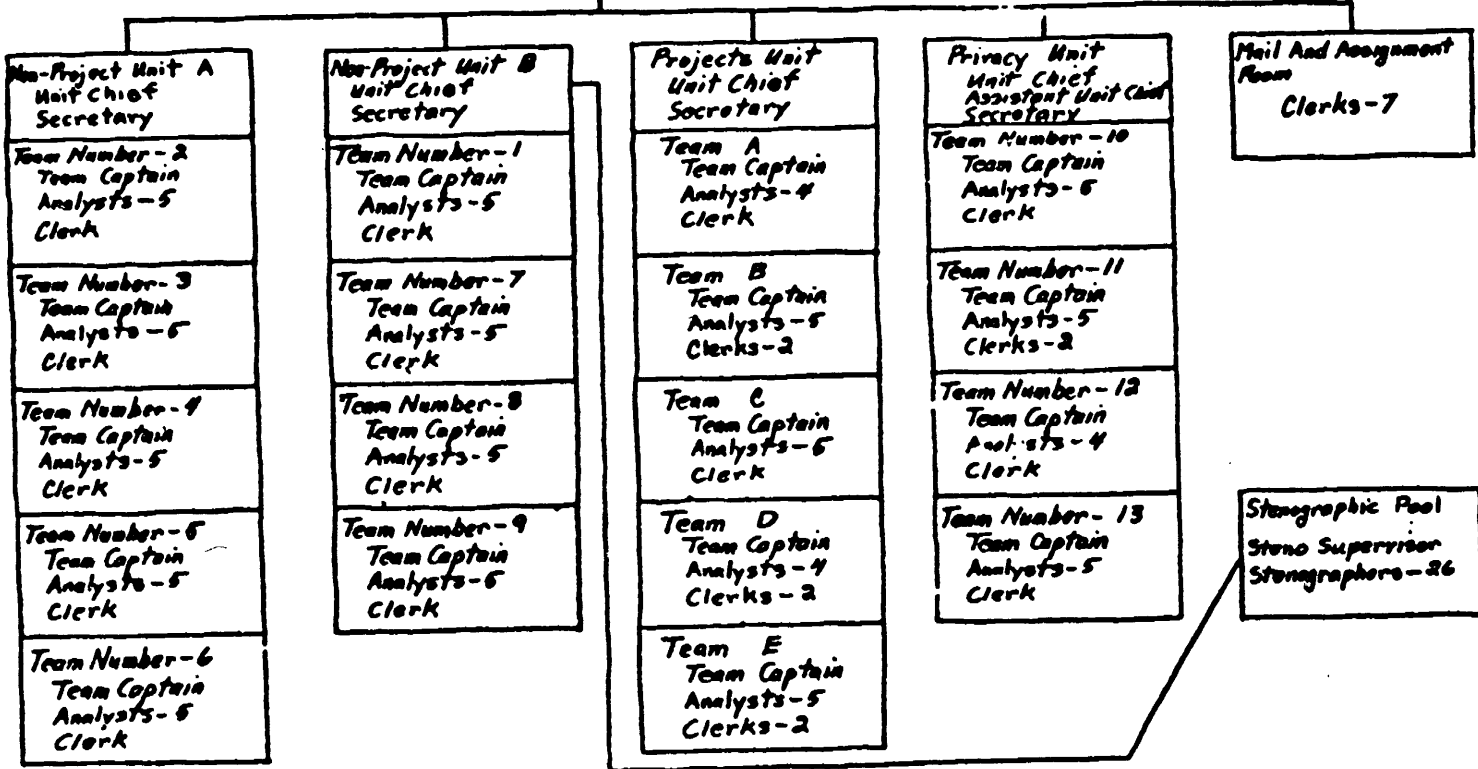 Non-Project Unit A
Unit Chief
Secretary
Team Number-2
Team Captain
Analysts-5
Clerk
Team Number-3
Team Captain
Analysts-5
Clerk
Team Number-4
Team Captain
Analysts-5
Clerk
Team Number-5
Team Captain
Analysts-5
Clerk
Team Number-6
Team Captain
Analysts-5
Clerk
Non-Project Unit B
Unit Chief
Secretary
Team Number-1
Team Captain
Analysts-5
Clerk
Team Number-7
Team Captain
Analysts-5
Clerk
Team Number-8
Team Captain
Analysts-5
Clerk
Team Number-9
Team Captain
Analysts-5
Clerk
Projects Unit
Unit Chief
Secretary
Team A
Team Captain
Analysts-4
Clerk
Team B
Team Captain
Analysts-5
Clerks-2
Team C
Team Captain
Analysts-5
Clerk
Team D
Team Captain
Analysts-4
Clerks-2
Team E
Team Captain
Analysts-5
Clerks-2
Privacy Unit
Unit Chief
Assistant Unit Chief
Secretary
Team Number-10
Team Captain
Analysts-5
Clerk
Team Number-11
Team Captain
Analysts-5
Clerks-2
Team Number-12
Team Captain
Analysts-4
Clerk
Team Number-13
Team Captain
Analysts-5
Clerk
Mail And Assignment
Room
Clerks-7
Stenographic Pool
Steno Supervisor
Stenographers-26